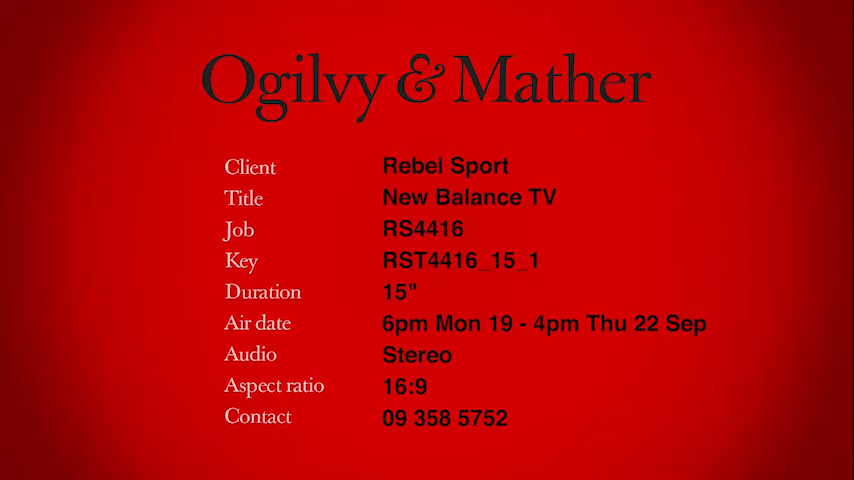 Ogilvy & Mather
Client Rebel Sport
Title New Balance TV
Job RS4416
Key RST4416_15_1
Duration 15"
Air date 6pm Mon 19 - 4pm Thu 22 Sep
Audio Stereo
Aspect ratio 16:9
Contact 09 358 5752